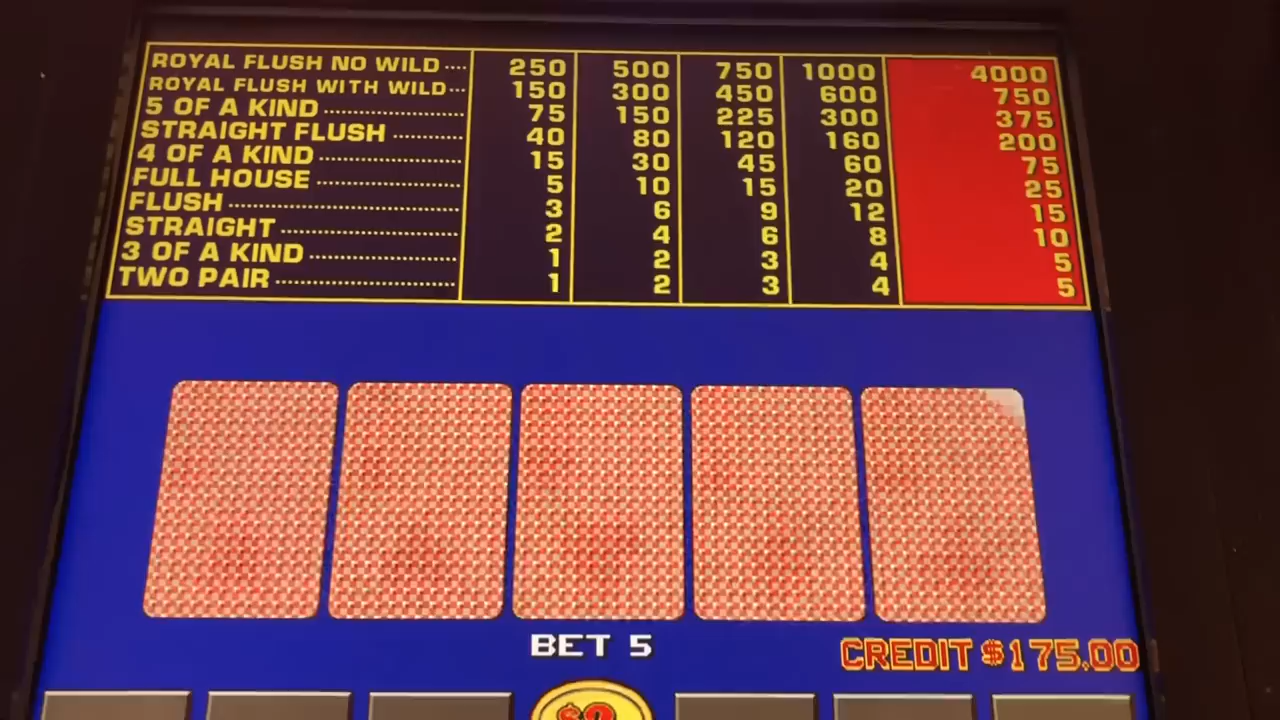 ROYAL FLUSH NO WILD .... 250 500 750 1000 4000
ROYAL FLUSH WITH WILD... 150 300 450 600 750
5 OF A KIND ........................ 75 150 225 300 375
STRAIGHT FLUSH ............ 40 80 120 160 200
4 OF A KIND ........................ 15 30 45 60 75
FULL HOUSE ........................ 5 10 15 20 25
FLUSH ........................................ 3 6 9 12 15
STRAIGHT ............................... 2 4 6 8 10
3 OF A KIND ........................ 1 2 3 4 5
TWO PAIR ............................... 1 2 3 4 5
BET 5
CREDIT $175.00